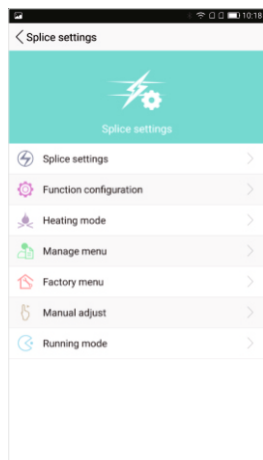 10:18
Splice settings
Splice settings
Splice settings
Function configuration
Heating mode
Manage menu
Factory menu
Manual adjust
Running mode